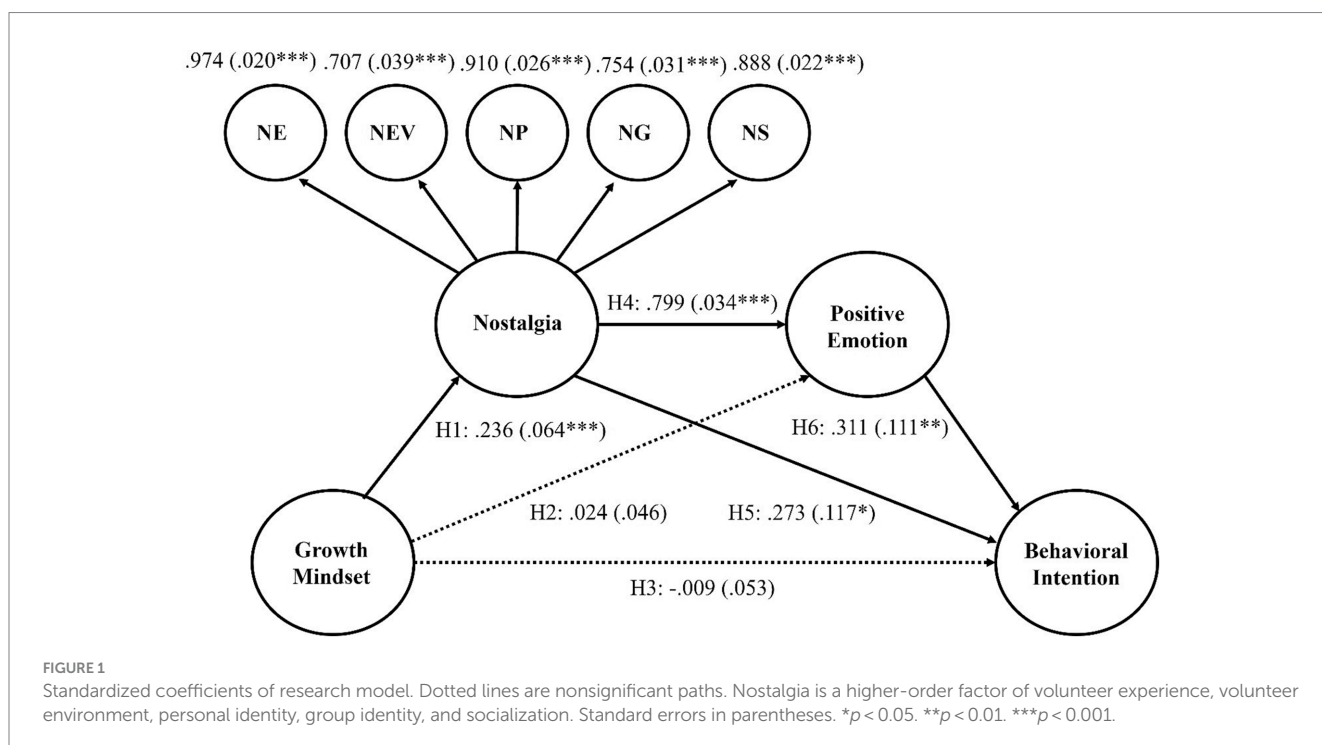 .974 (.020***) .707 (.039***) .910 (.026***) .754 (.031***) .888 (.022***)
NE NEV NP NG NS
H4: .799 (.034***)
Nostalgia
Positive
Emotion
H1: .236 (.064***)
H6: .311 (.111**)
H2: .024 (.046)
H5: .273 (.117*)
Growth
Mindset
Behavioral
Intention
H3: -.009 (.053)
FIGURE 1
Standardized coefficients of research model. Dotted lines are nonsignificant paths. Nostalgia is a higher-order factor of volunteer experience, volunteer
environment, personal identity, group identity, and socialization. Standard errors in parentheses. *p < 0.05. **p < 0.01. ***p < 0.001.